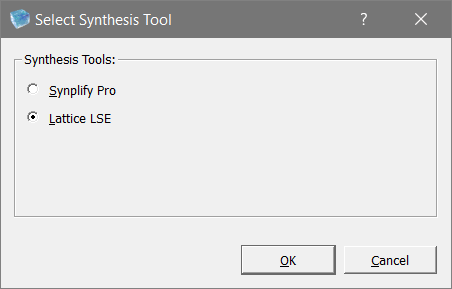 Select Synthesis Tool ?
Synthesis Tools:
Synplify Pro
Lattice LSE
OK Cancel